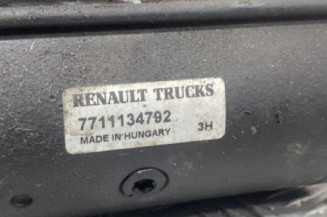 RENAULT TRUCKS
7711134792
MADE IN HUNGARY 3H